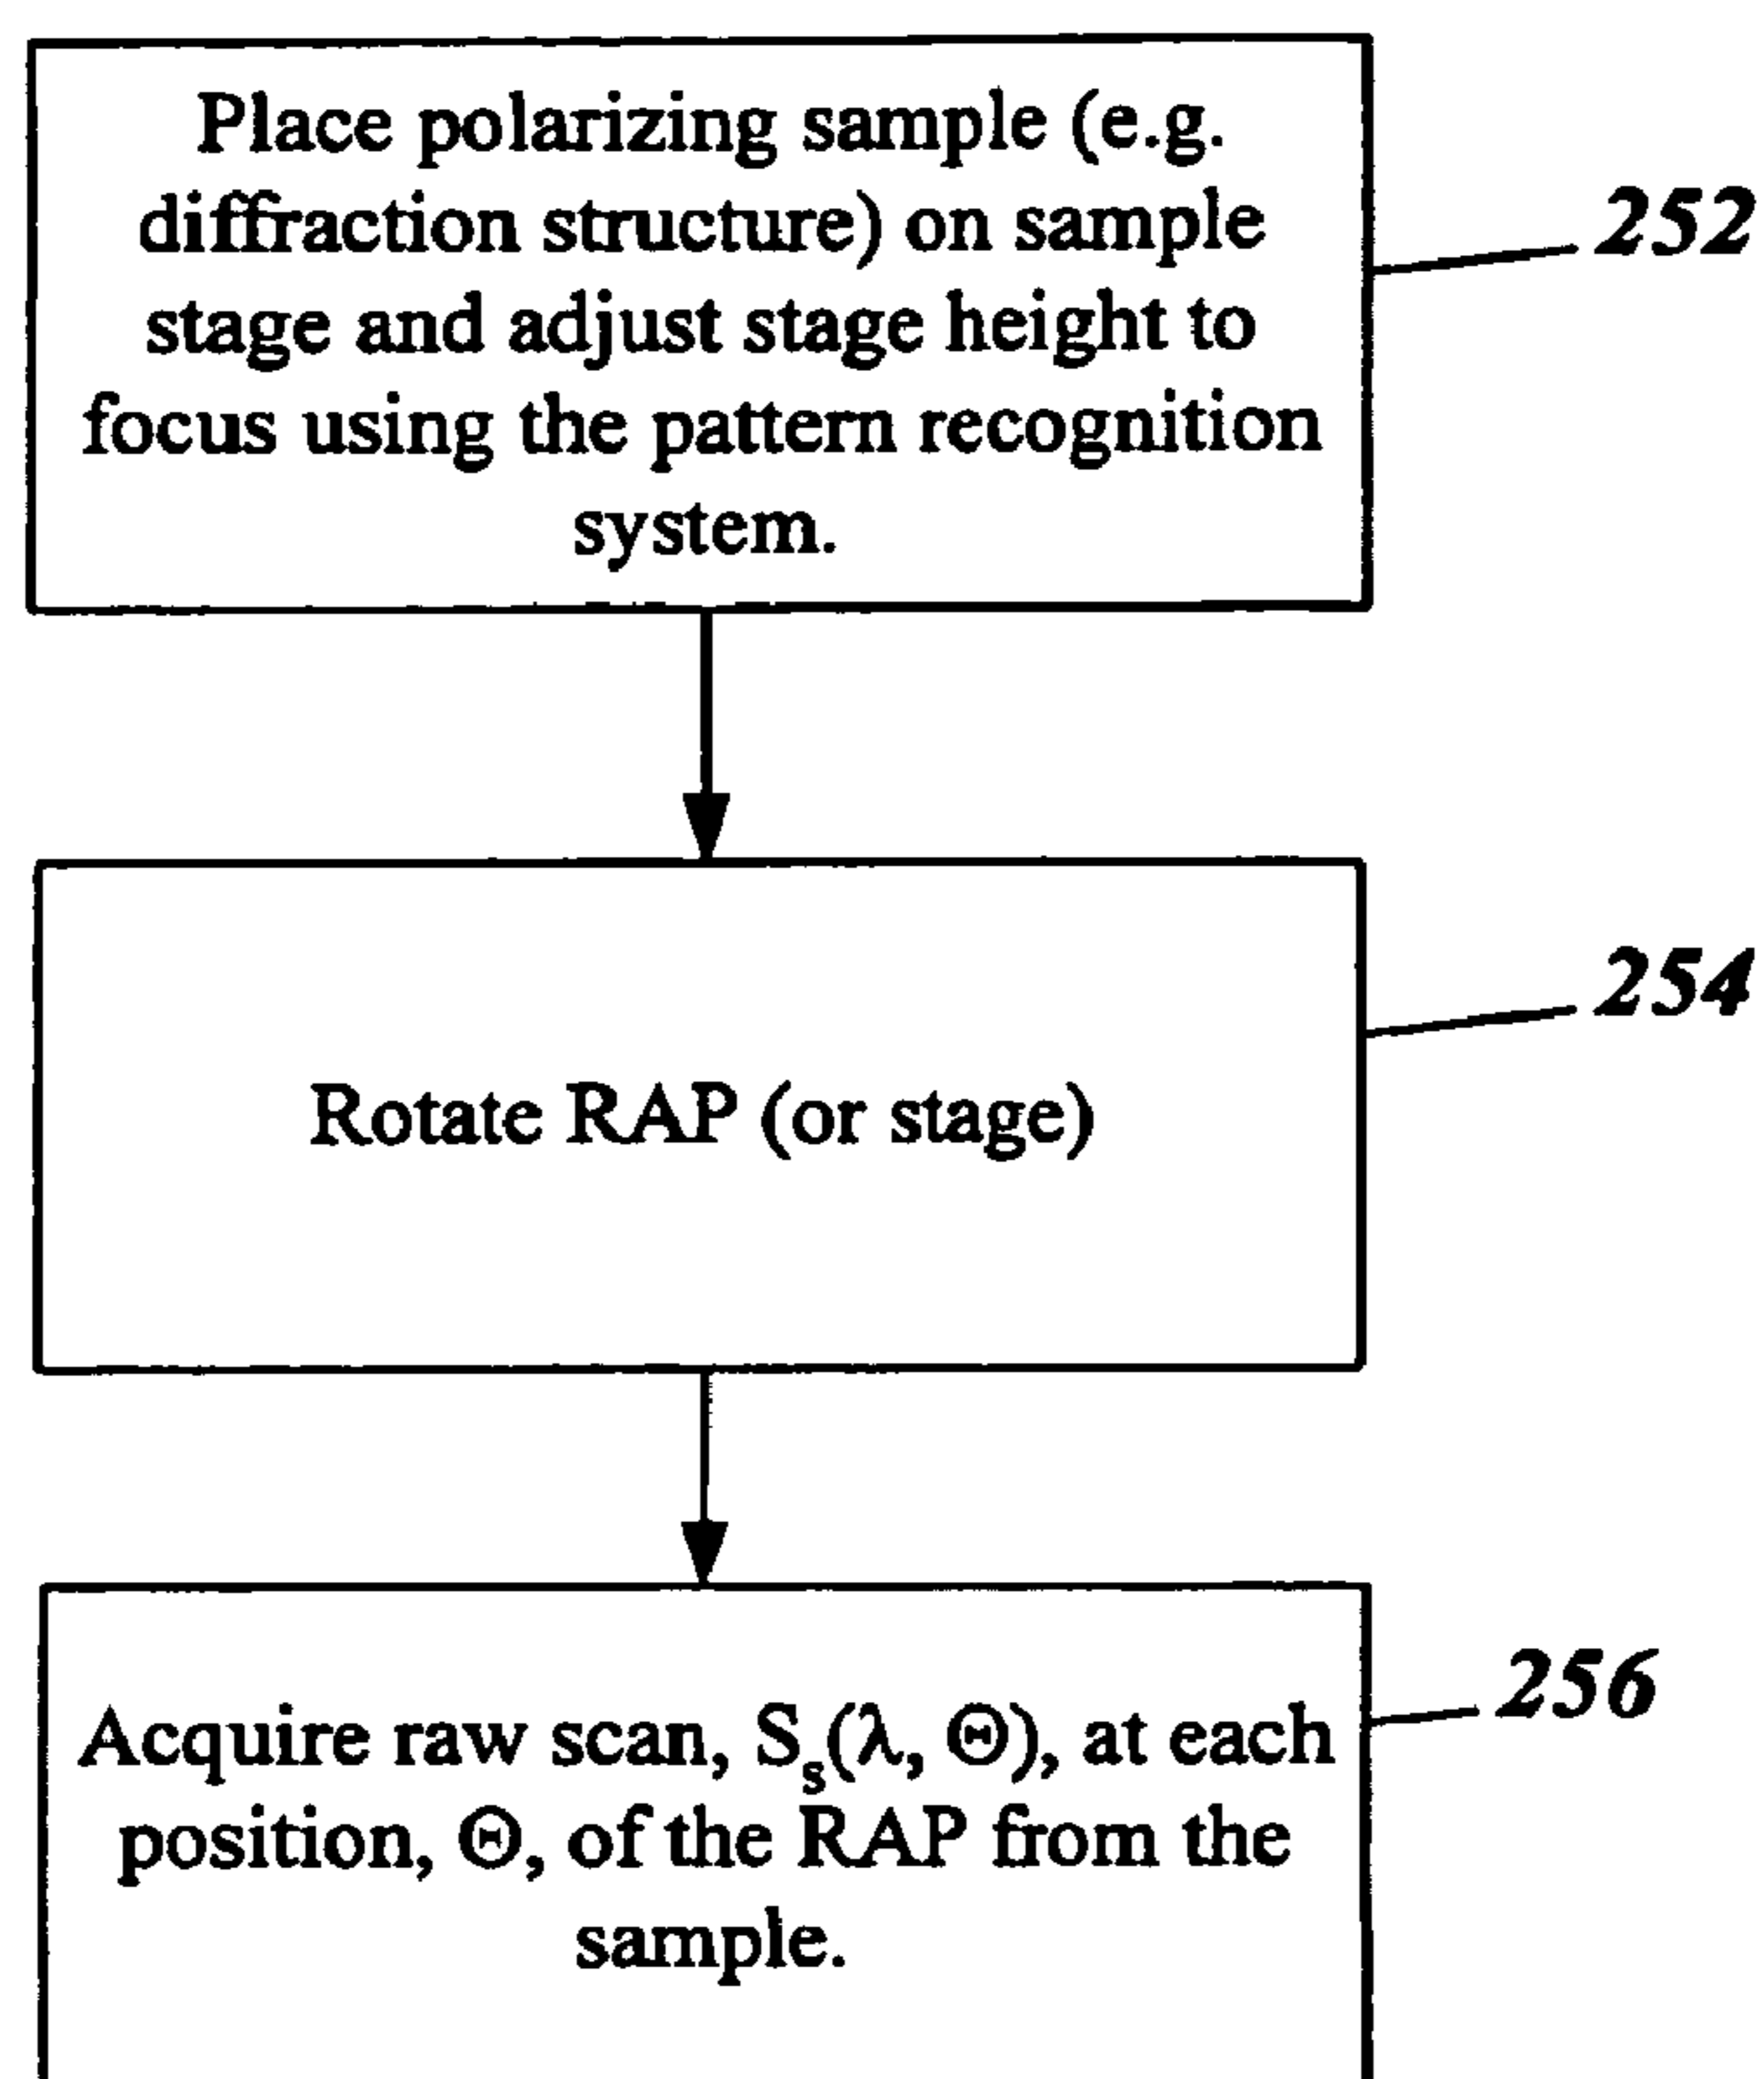 Place polarizing sample (e.g.
diffraction structure) on sample
stage and adjust stage height to
focus using the pattern recognition
system.
252
Rotate RAP (or stage)
254
Acquire raw scan, Sₛ(λ, Θ), at each
position, Θ, of the RAP from the
sample.
256